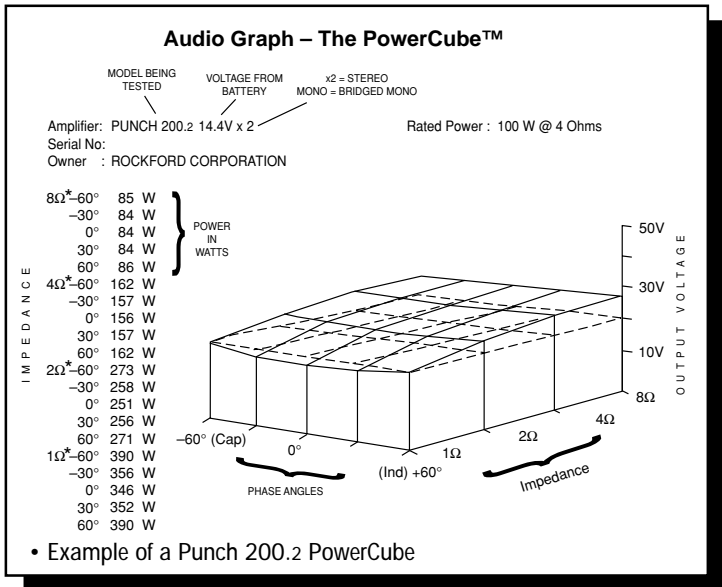 Audio Graph – The PowerCube™
MODEL BEING
TESTED
VOLTAGE FROM
BATTERY
x2 = STEREO
MONO = BRIDGED MONO
Amplifier: PUNCH 200.2 14.4V x 2
Rated Power : 100 W @ 4 Ohms
Serial No:
Owner : ROCKFORD CORPORATION
IMPEDANCE
8Ω*–60° 85 W
–30° 84 W
0° 84 W
30° 84 W
60° 86 W
4Ω*–60° 162 W
–30° 157 W
0° 156 W
30° 157 W
60° 162 W
2Ω*–60° 273 W
–30° 258 W
0° 251 W
30° 256 W
60° 271 W
1Ω*–60° 390 W
–30° 356 W
0° 346 W
30° 352 W
60° 390 W
POWER
IN
WATTS
50V
30V
10V
OUTPUT VOLTAGE
8Ω
4Ω
2Ω
1Ω
Impedance
–60° (Cap)
0°
(Ind) +60°
PHASE ANGLES
• Example of a Punch 200.2 PowerCube